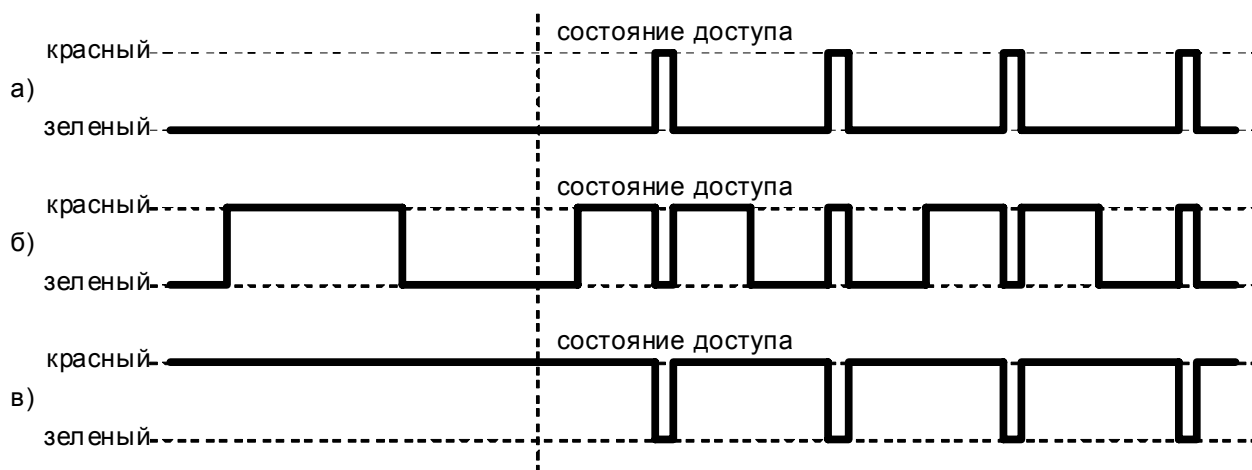 состояние доступа
красный
а)
зеленый
состояние доступа
красный
б)
зеленый
состояние доступа
красный
в)
зеленый